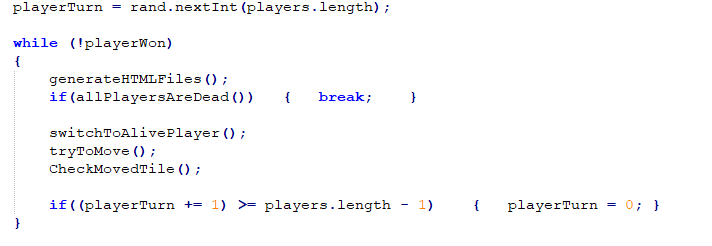 playerTurn = rand.nextInt(players.length);
while (!playerWon)
{
generateHTMLFiles();
if(allPlayersAreDead()) { break; }
switchToAlivePlayer();
tryToMove();
CheckMovedTile();
if((playerTurn += 1) >= players.length - 1) { playerTurn = 0; }
}